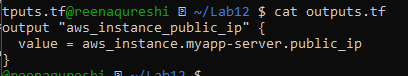 tputs.tf@reenaqureshi ~/Lab12 $ cat outputs.tf
output "aws_instance_public_ip" {
  value = aws_instance.myapp-server.public_ip
}
@reenaqureshi ~/Lab12 $